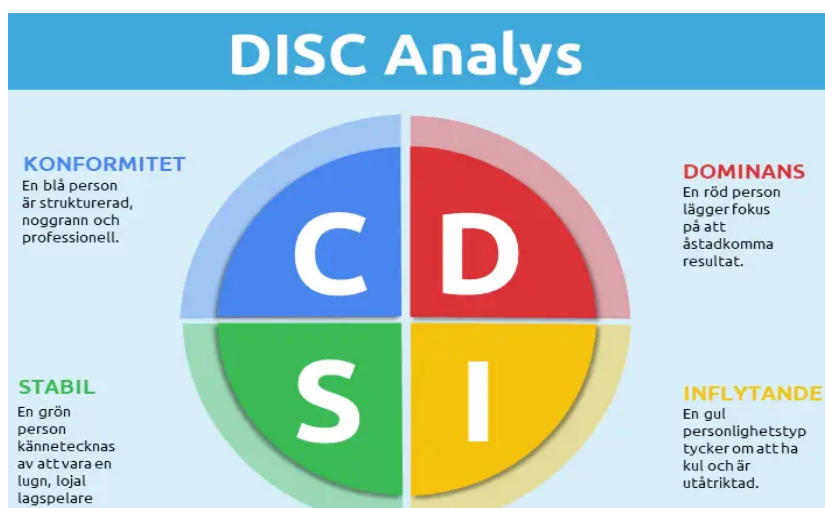 DISC Analys
KONFORMITET
En blå person
är strukturerad,
noggrann och
professionell.
DOMINANS
En röd person
lägger fokus
på att
åstadkomma
resultat.
C
D
S
I
STABIL
En grön
person
kännetecknas
av att vara en
lugn, lojal
lagspelare
INFLYTANDE
En gul
personlighetstyp
tycker om att ha
kul och är
utåtriktad.